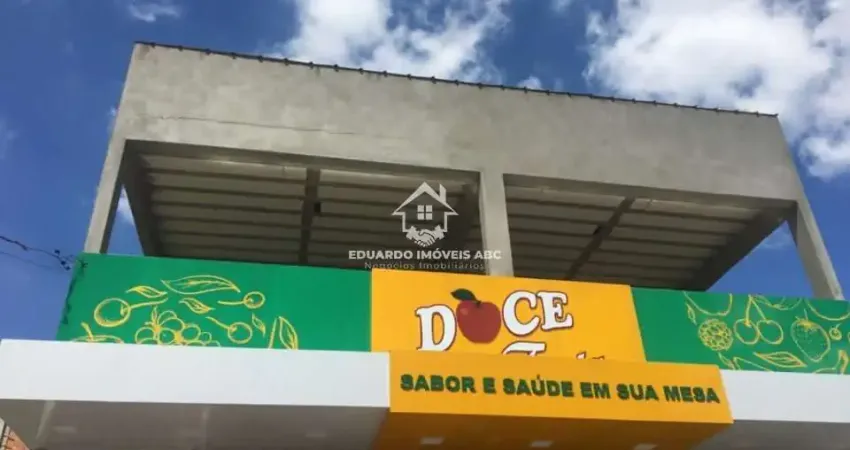 EDUARDO IMÓVEIS ABC
Negócios Imobiliários
DOCE
SABOR E SAÚDE EM SUA MESA